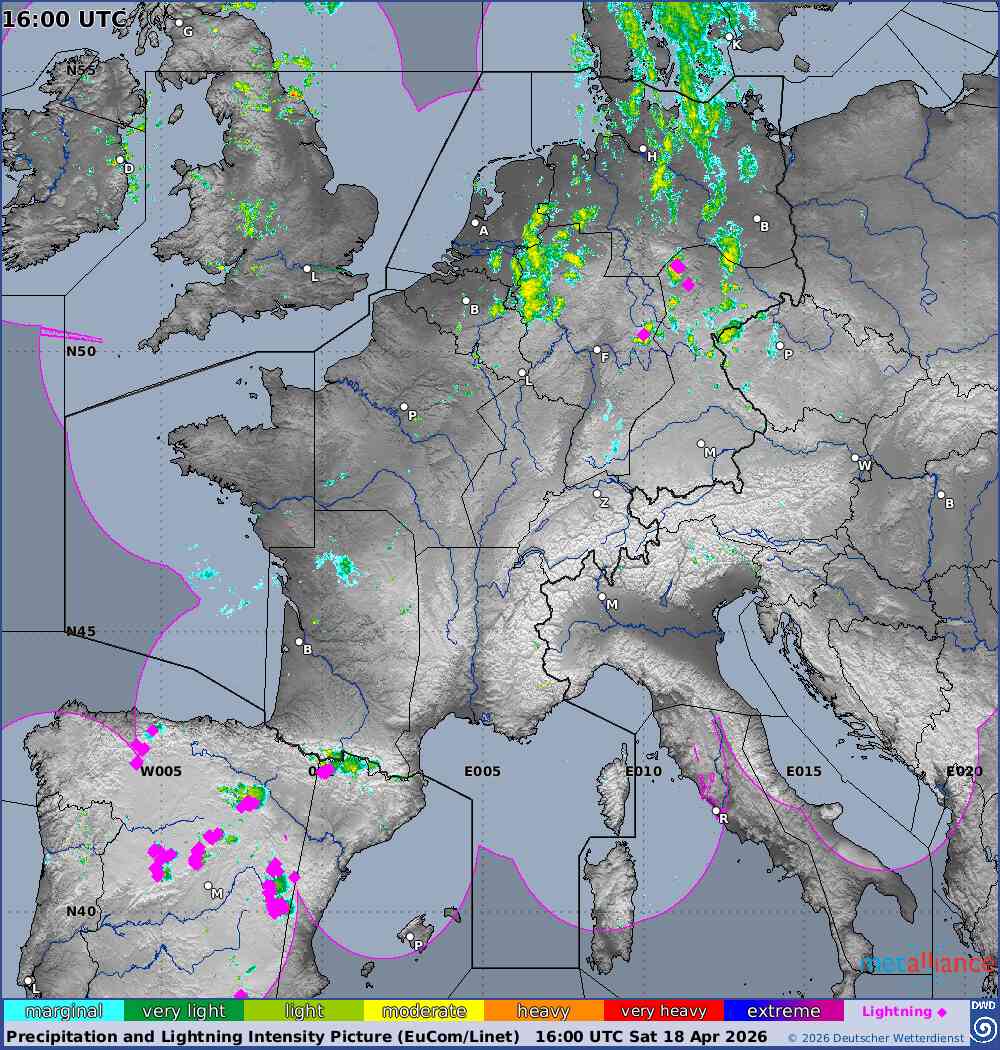 16:00 UTC
G
K
N55
D
H
A
B
L
B
N50
F
P
L
P
M
W
Z
B
M
N45
B
W005
0
E005
E010
E015
E020
R
M
N40
P
L
metalliance
marginal very light light moderate heavy very heavy extreme Lightning ◆ DWD
Precipitation and Lightning Intensity Picture (EuCom/Linet) 16:00 UTC Sat 18 Apr 2026 © 2026 Deutscher Wetterdienst